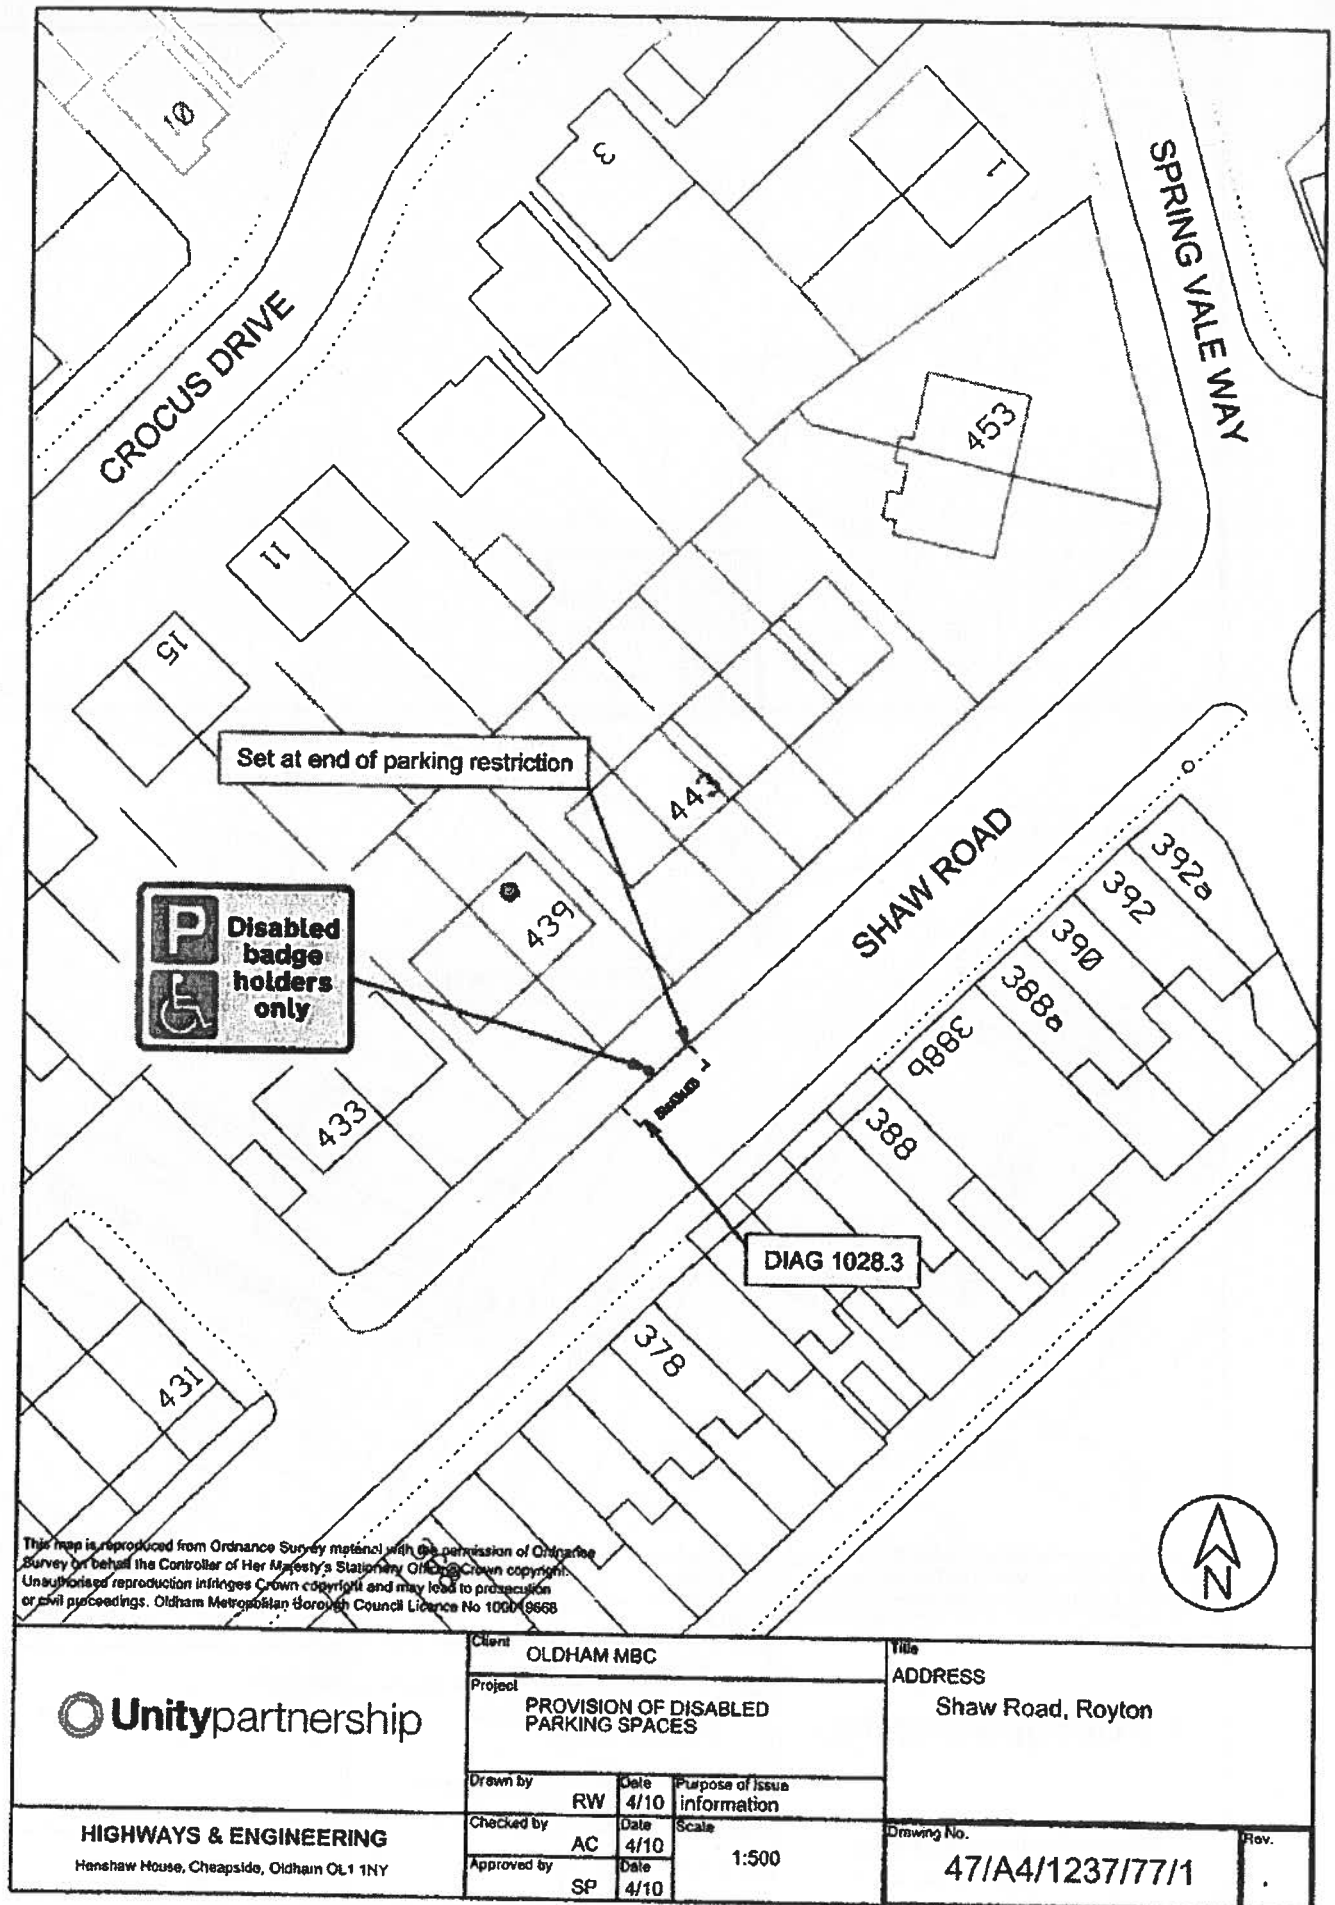 10
3
1
SPRING VALE WAY
CROCUS DRIVE
453
11
15
Set at end of parking restriction
443
SHAW ROAD
392a
392
390
388a
388b
388
439
P
Disabled
badge
holders
only
433
DISABLED
DIAG 1028.3
378
431
This map is reproduced from Ordnance Survey material with the permission of Ordnance
Survey on behalf the Controller of Her Majesty's Stationery Office Crown copyright.
Unauthorised reproduction infringes Crown copyright and may lead to prosecution
or civil proceedings. Oldham Metropolitan Borough Council Licence No 100019668
N
Unitypartnership
HIGHWAYS & ENGINEERING
Henshaw House, Cheapside, Oldham OL1 1NY
Client
OLDHAM MBC
Project
PROVISION OF DISABLED
PARKING SPACES
Drawn by
RW
Date
4/10
Purpose of Issue
information
Checked by
AC
Date
4/10
Scale
1:500
Approved by
SP
Date
4/10
Title
ADDRESS
Shaw Road, Royton
Drawing No.
47/A4/1237/77/1
Rev.
.